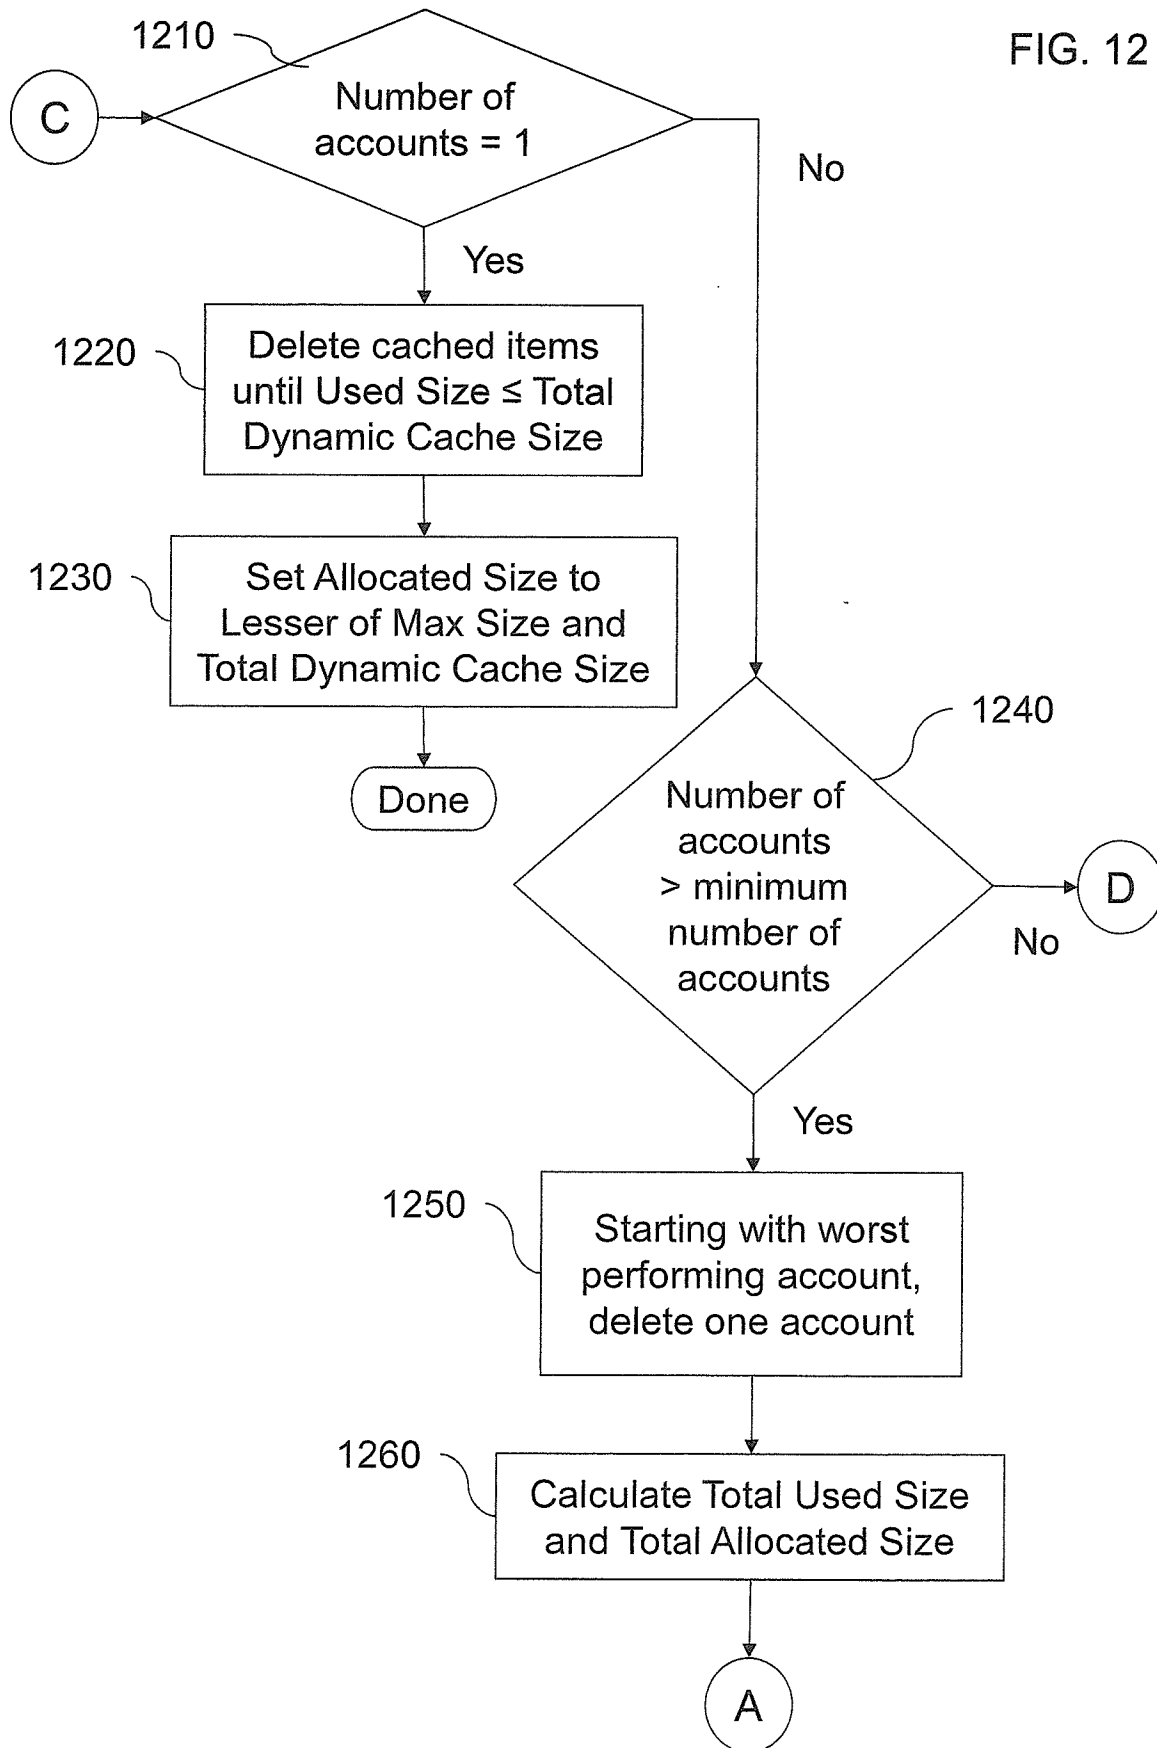 FIG. 12
1210
C
Number of
accounts = 1
No
Yes
1220
Delete cached items
until Used Size ≤ Total
Dynamic Cache Size
1230
Set Allocated Size to
Lesser of Max Size and
Total Dynamic Cache Size
Done
1240
Number of
accounts
> minimum
number of
accounts
D
No
Yes
1250
Starting with worst
performing account,
delete one account
1260
Calculate Total Used Size
and Total Allocated Size
A